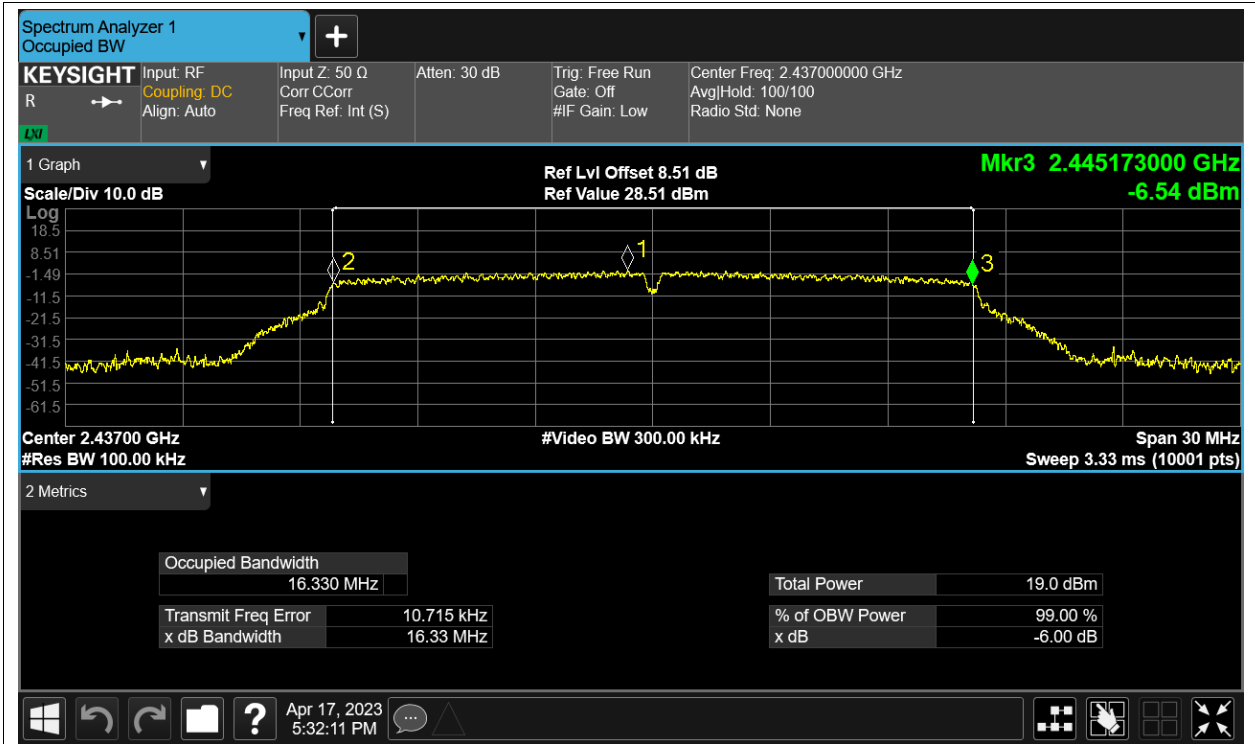 Spectrum Analyzer 1
Occupied BW
KEYSIGHT
R
LXI
Input: RF
Coupling: DC
Align: Auto
Input Z: 50 Ω
Corr CCorr
Freq Ref: Int (S)
Atten: 30 dB
Trig: Free Run
Gate: Off
#IF Gain: Low
Center Freq: 2.437000000 GHz
Avg|Hold: 100/100
Radio Std: None
1 Graph
Scale/Div 10.0 dB
Ref Lvl Offset 8.51 dB
Ref Value 28.51 dBm
Mkr3 2.445173000 GHz
-6.54 dBm
Log
18.5
8.51
-1.49
-11.5
-21.5
-31.5
-41.5
-51.5
-61.5
2
1
3
Center 2.43700 GHz
#Res BW 100.00 kHz
#Video BW 300.00 kHz
Span 30 MHz
Sweep 3.33 ms (10001 pts)
2 Metrics
Occupied Bandwidth
16.330 MHz
Transmit Freq Error 10.715 kHz
x dB Bandwidth 16.33 MHz
Total Power 19.0 dBm
% of OBW Power 99.00 %
x dB -6.00 dB
?
Apr 17, 2023
5:32:11 PM